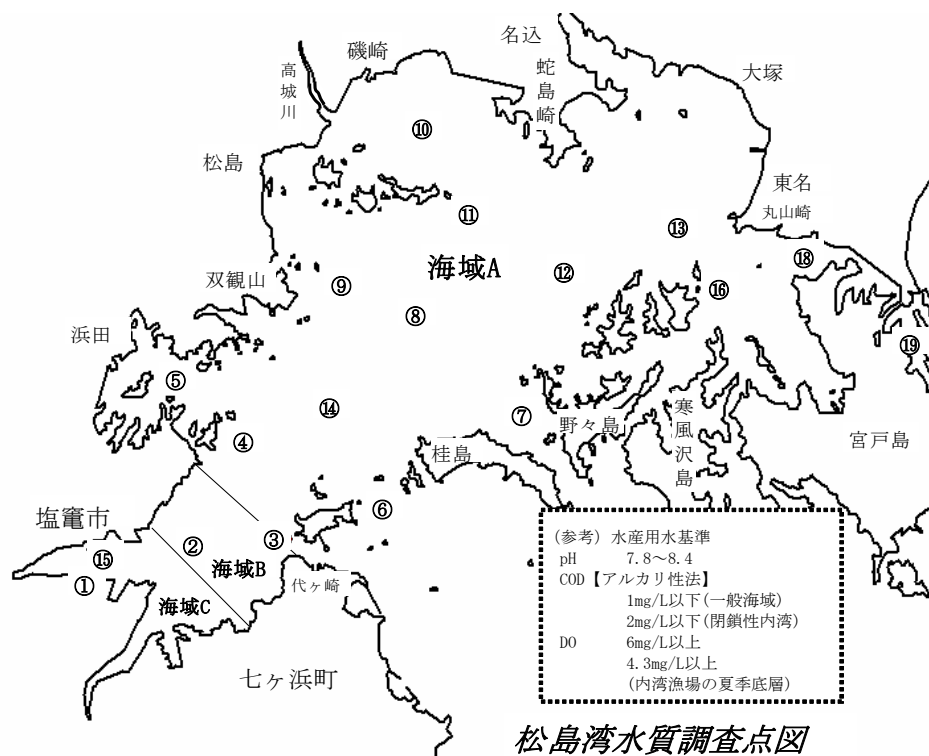 名込
磯崎
高城川
蛇島崎
大塚
⑩
松島
東名
丸山崎
⑪
⑬
⑱
海域A
⑫
双観山
⑨
⑯
⑧
浜田
⑲
⑤
⑭
⑦
野々島
寒風沢島
宮戸島
④
桂島
⑥
塩竈市
③
②
海域B
⑮
①
代ヶ崎
海域C
七ヶ浜町
(参考) 水産用水基準
pH 7.8～8.4
COD【アルカリ性法】
1mg/L以下(一般海域)
2mg/L以下(閉鎖性内湾)
DO 6mg/L以上
4.3mg/L以上
(内湾漁場の夏季底層)
松島湾水質調査点図